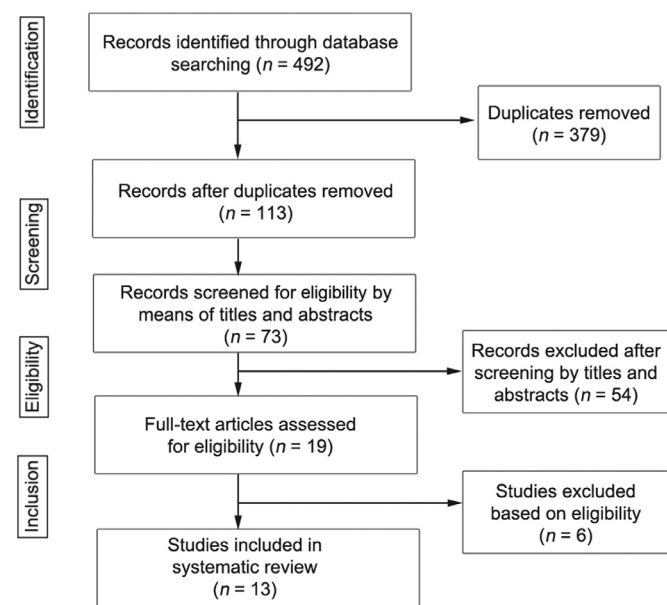 Identification
Records identified through database
searching (n = 492)
Duplicates removed
(n = 379)
Records after duplicates removed
(n = 113)
Screening
Records screened for eligibility by
means of titles and abstracts
(n = 73)
Eligibility
Records excluded after
screening by titles and
abstracts (n = 54)
Full-text articles assessed
for eligibility (n = 19)
Inclusion
Studies excluded
based on eligibility
(n = 6)
Studies included in
systematic review
(n = 13)